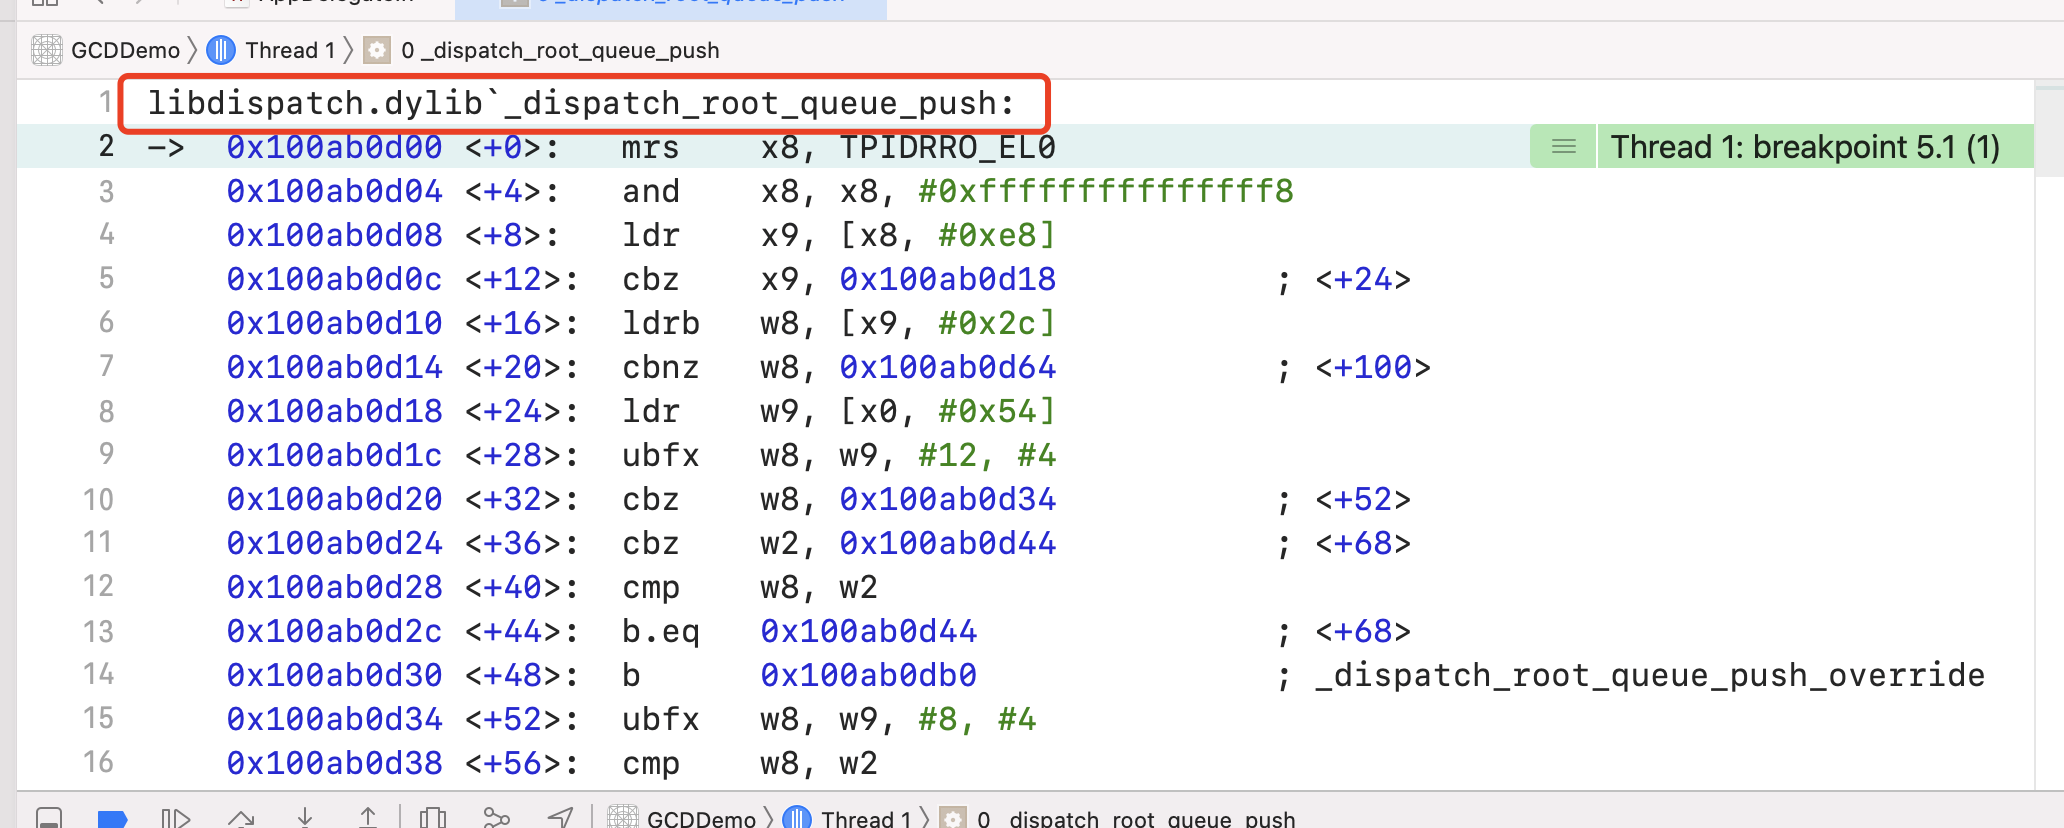 AppDelegate.m 0 _dispatch_root_queue_push
GCDDemo Thread 1 0 _dispatch_root_queue_push
1 libdispatch.dylib`_dispatch_root_queue_push:
2 -> 0x100ab0d00 <+0>: mrs x8, TPIDRRO_EL0 Thread 1: breakpoint 5.1 (1)
3 0x100ab0d04 <+4>: and x8, x8, #0xfffffffffffffff8
4 0x100ab0d08 <+8>: ldr x9, [x8, #0xe8]
5 0x100ab0d0c <+12>: cbz x9, 0x100ab0d18 ; <+24>
6 0x100ab0d10 <+16>: ldrb w8, [x9, #0x2c]
7 0x100ab0d14 <+20>: cbnz w8, 0x100ab0d64 ; <+100>
8 0x100ab0d18 <+24>: ldr w9, [x0, #0x54]
9 0x100ab0d1c <+28>: ubfx w8, w9, #12, #4
10 0x100ab0d20 <+32>: cbz w8, 0x100ab0d34 ; <+52>
11 0x100ab0d24 <+36>: cbz w2, 0x100ab0d44 ; <+68>
12 0x100ab0d28 <+40>: cmp w8, w2
13 0x100ab0d2c <+44>: b.eq 0x100ab0d44 ; <+68>
14 0x100ab0d30 <+48>: b 0x100ab0db0 ; _dispatch_root_queue_push_override
15 0x100ab0d34 <+52>: ubfx w8, w9, #8, #4
16 0x100ab0d38 <+56>: cmp w8, w2
GCDDemo Thread 1 0 _dispatch_root_queue_push